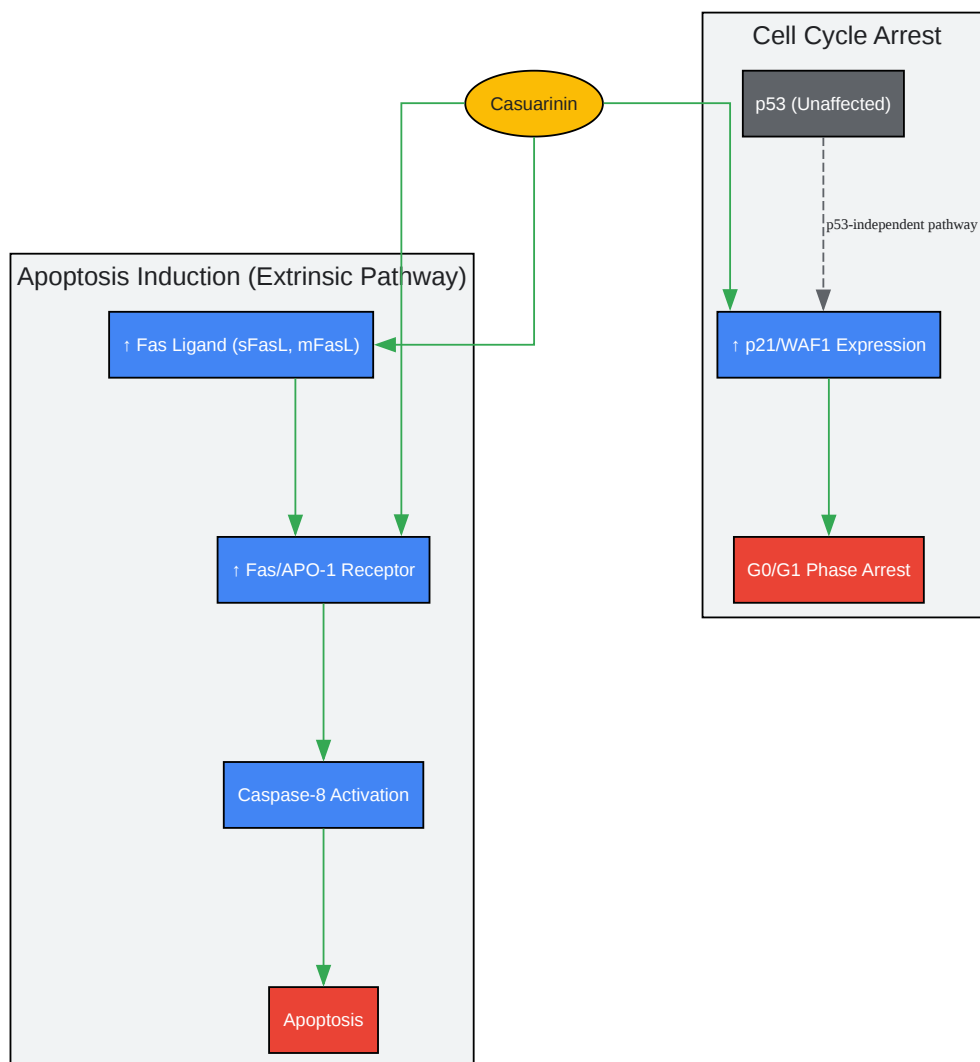 Cell Cycle Arrest
Casuarinin
p53 (Unaffected)
p53-independent pathway
Apoptosis Induction (Extrinsic Pathway)
↑ Fas Ligand (sFasL, mFasL)
↑ p21/WAF1 Expression
↑ Fas/APO-1 Receptor
G0/G1 Phase Arrest
Caspase-8 Activation
Apoptosis